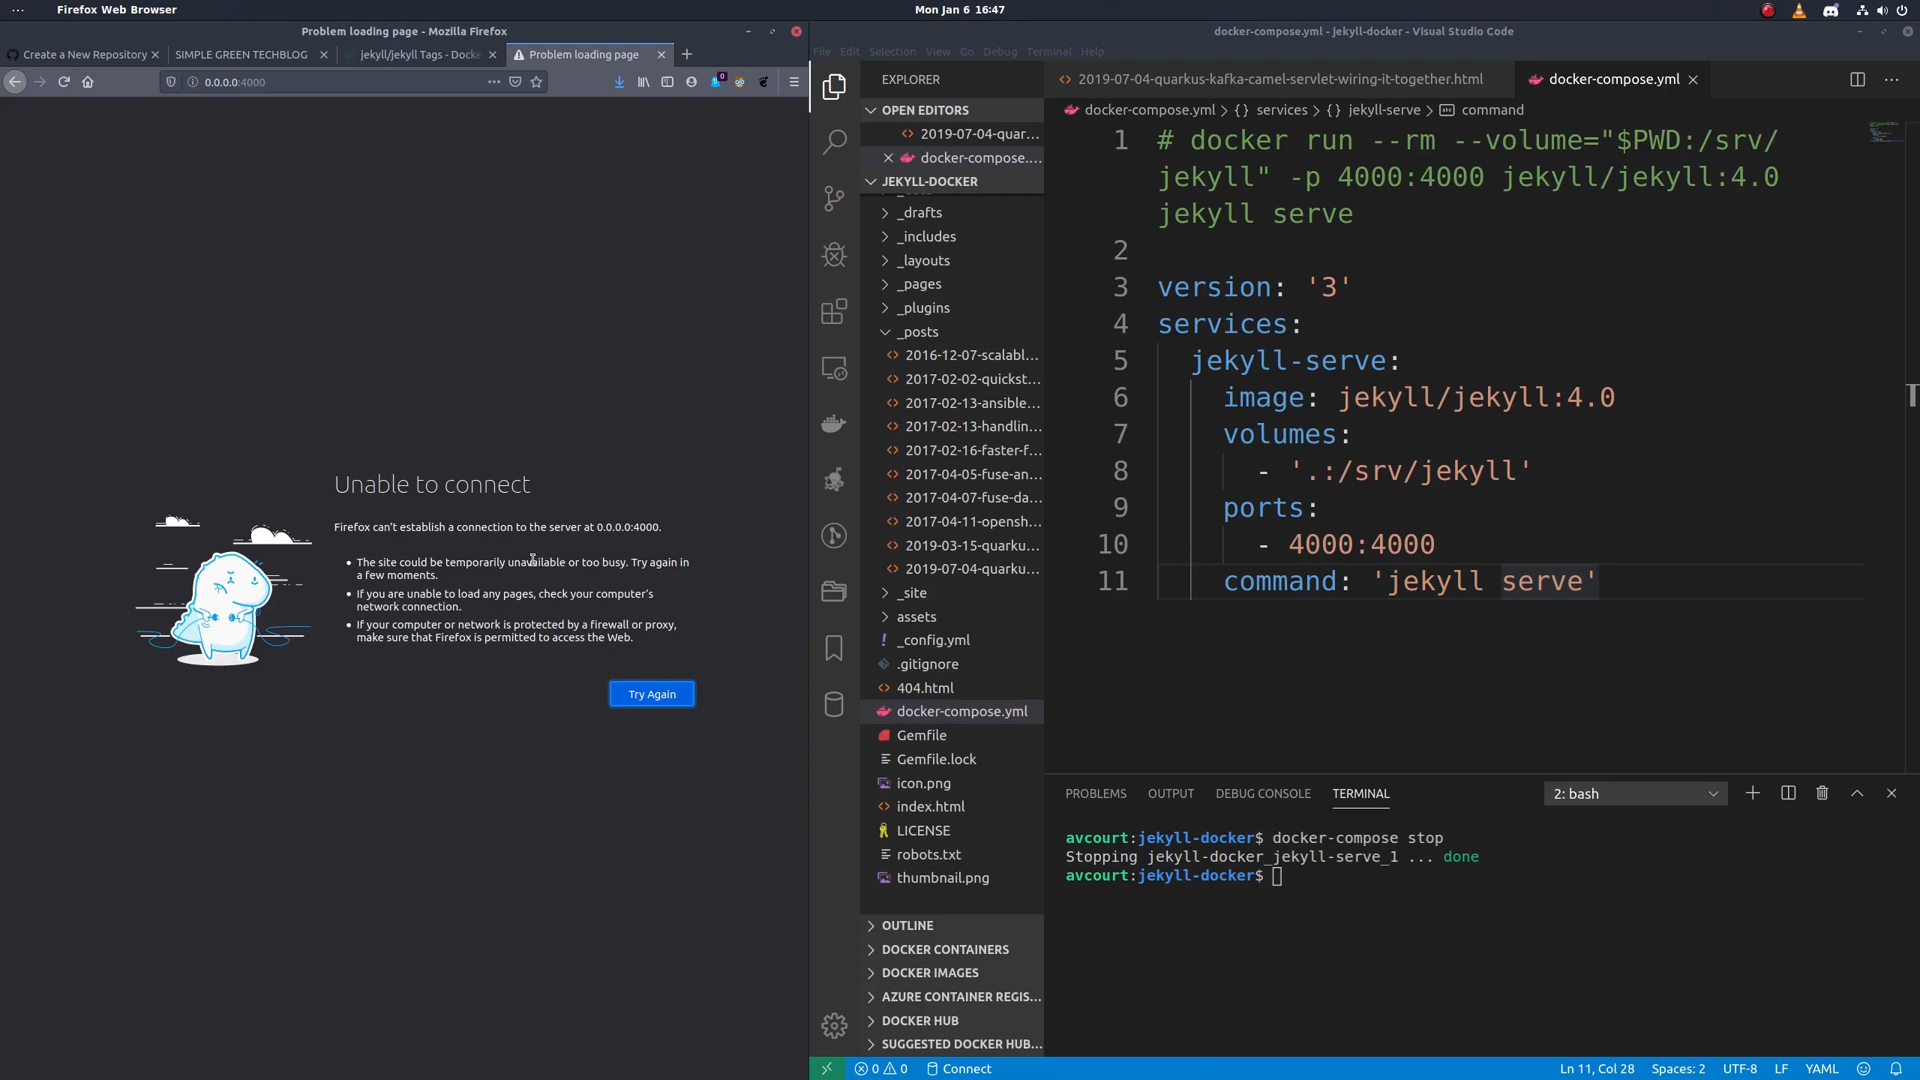 Firefox Web Browser
Mon Jan 6 16:47
Problem loading page - Mozilla Firefox
Create a New Repository
SIMPLE GREEN TECHBLOG
jekyll/jekyll Tags - Docke
Problem loading page
0.0.0.0:4000
0
Unable to connect
Firefox can't establish a connection to the server at 0.0.0.0:4000.
The site could be temporarily unavailable or too busy. Try again in
a few moments.
If you are unable to load any pages, check your computer's
network connection.
If your computer or network is protected by a firewall or proxy,
make sure that Firefox is permitted to access the Web.
Try Again
docker-compose.yml - jekyll-docker - Visual Studio Code
File Edit Selection View Go Debug Terminal Help
EXPLORER
OPEN EDITORS
2019-07-04-quar...
docker-compose....
JEKYLL-DOCKER
_drafts
_includes
_layouts
_pages
_plugins
_posts
2016-12-07-scalabl...
2017-02-02-quickst...
2017-02-13-ansible...
2017-02-13-handlin...
2017-02-16-faster-f...
2017-04-05-fuse-an...
2017-04-07-fuse-da...
2017-04-11-opensh...
2019-03-15-quarku...
2019-07-04-quarku...
_site
assets
_config.yml
.gitignore
404.html
docker-compose.yml
Gemfile
Gemfile.lock
icon.png
index.html
LICENSE
robots.txt
thumbnail.png
OUTLINE
DOCKER CONTAINERS
DOCKER IMAGES
AZURE CONTAINER REGIS...
DOCKER HUB
SUGGESTED DOCKER HUB...
2019-07-04-quarkus-kafka-camel-servlet-wiring-it-together.html
docker-compose.yml
docker-compose.yml > {} services > {} jekyll-serve > abc command
1 # docker run --rm --volume="$PWD:/srv/
jekyll" -p 4000:4000 jekyll/jekyll:4.0
jekyll serve
2
3 version: '3'
4 services:
5 jekyll-serve:
6 image: jekyll/jekyll:4.0
7 volumes:
8 - '.:/srv/jekyll'
9 ports:
10 - 4000:4000
11 command: 'jekyll serve'
PROBLEMS OUTPUT DEBUG CONSOLE TERMINAL
2: bash
avcourt:jekyll-docker$ docker-compose stop
Stopping jekyll-docker_jekyll-serve_1 ... done
avcourt:jekyll-docker$
0 0 Connect
Ln 11, Col 28 Spaces: 2 UTF-8 LF YAML